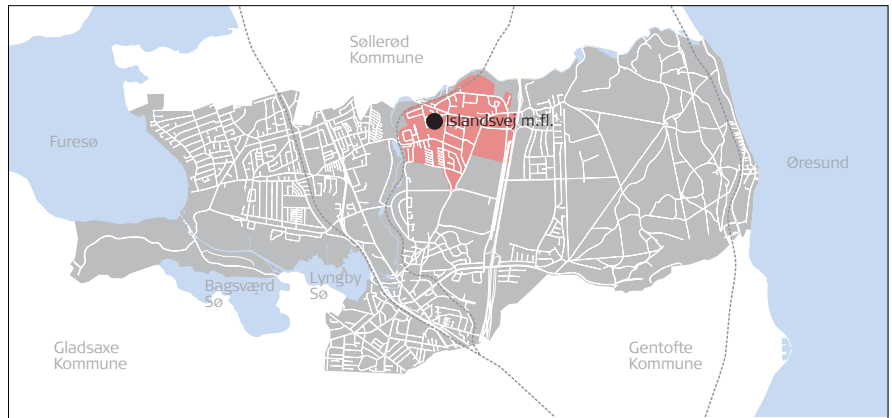 Søllerød
Kommune
Islandsvej m.fl.
Furesø
Øresund
Lyngby
Sø
Bagsværd
Sø
Gladsaxe
Kommune
Gentofte
Kommune